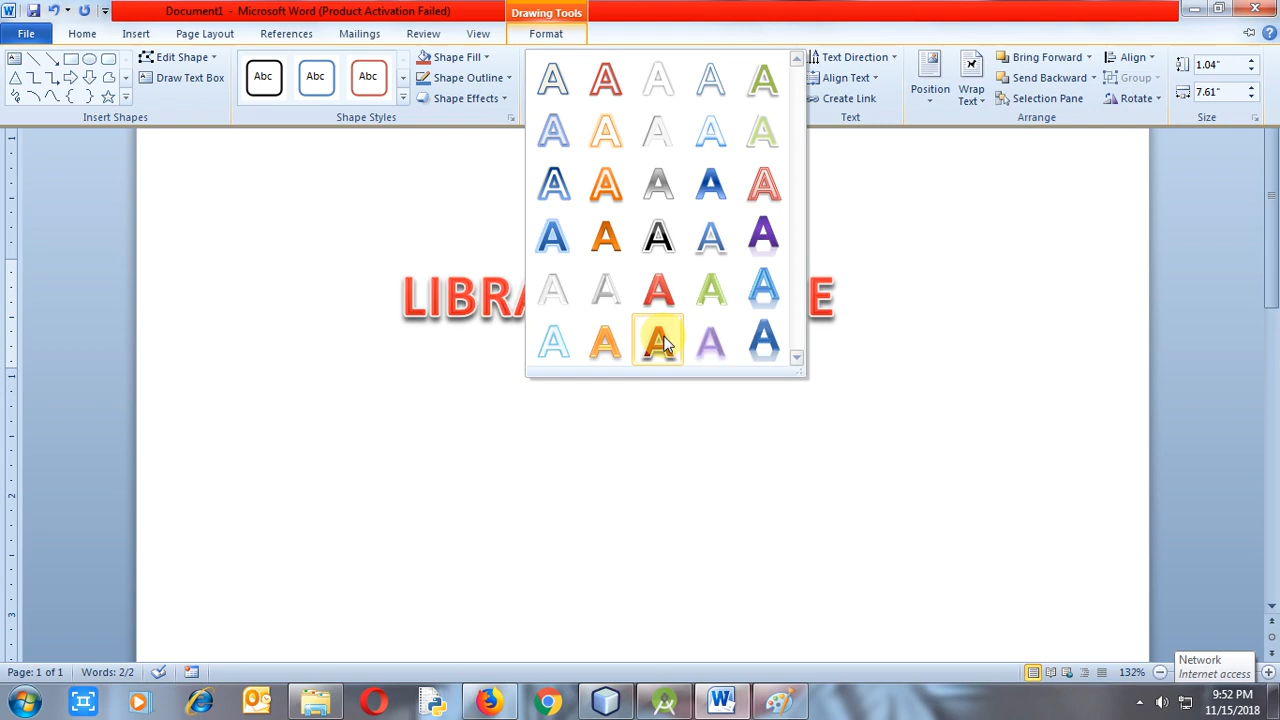 Document1 - Microsoft Word (Product Activation Failed)
Drawing Tools
File Home Insert Page Layout References Mailings Review View Format
Edit Shape
Draw Text Box
Insert Shapes
Abc Abc Abc
Shape Styles
Shape Fill
Shape Outline
Shape Effects
A A A A A
A A A A A
A A A A A
A A A A A
A A A A A
A A A A A
Text Direction
Align Text
Create Link
Text
Position
Wrap
Text
Bring Forward
Send Backward
Selection Pane
Align
Group
Rotate
Arrange
1.04"
7.61"
Size
E
Page: 1 of 1 Words: 2/2
132%
Network
Internet access
9:52 PM
11/15/2018